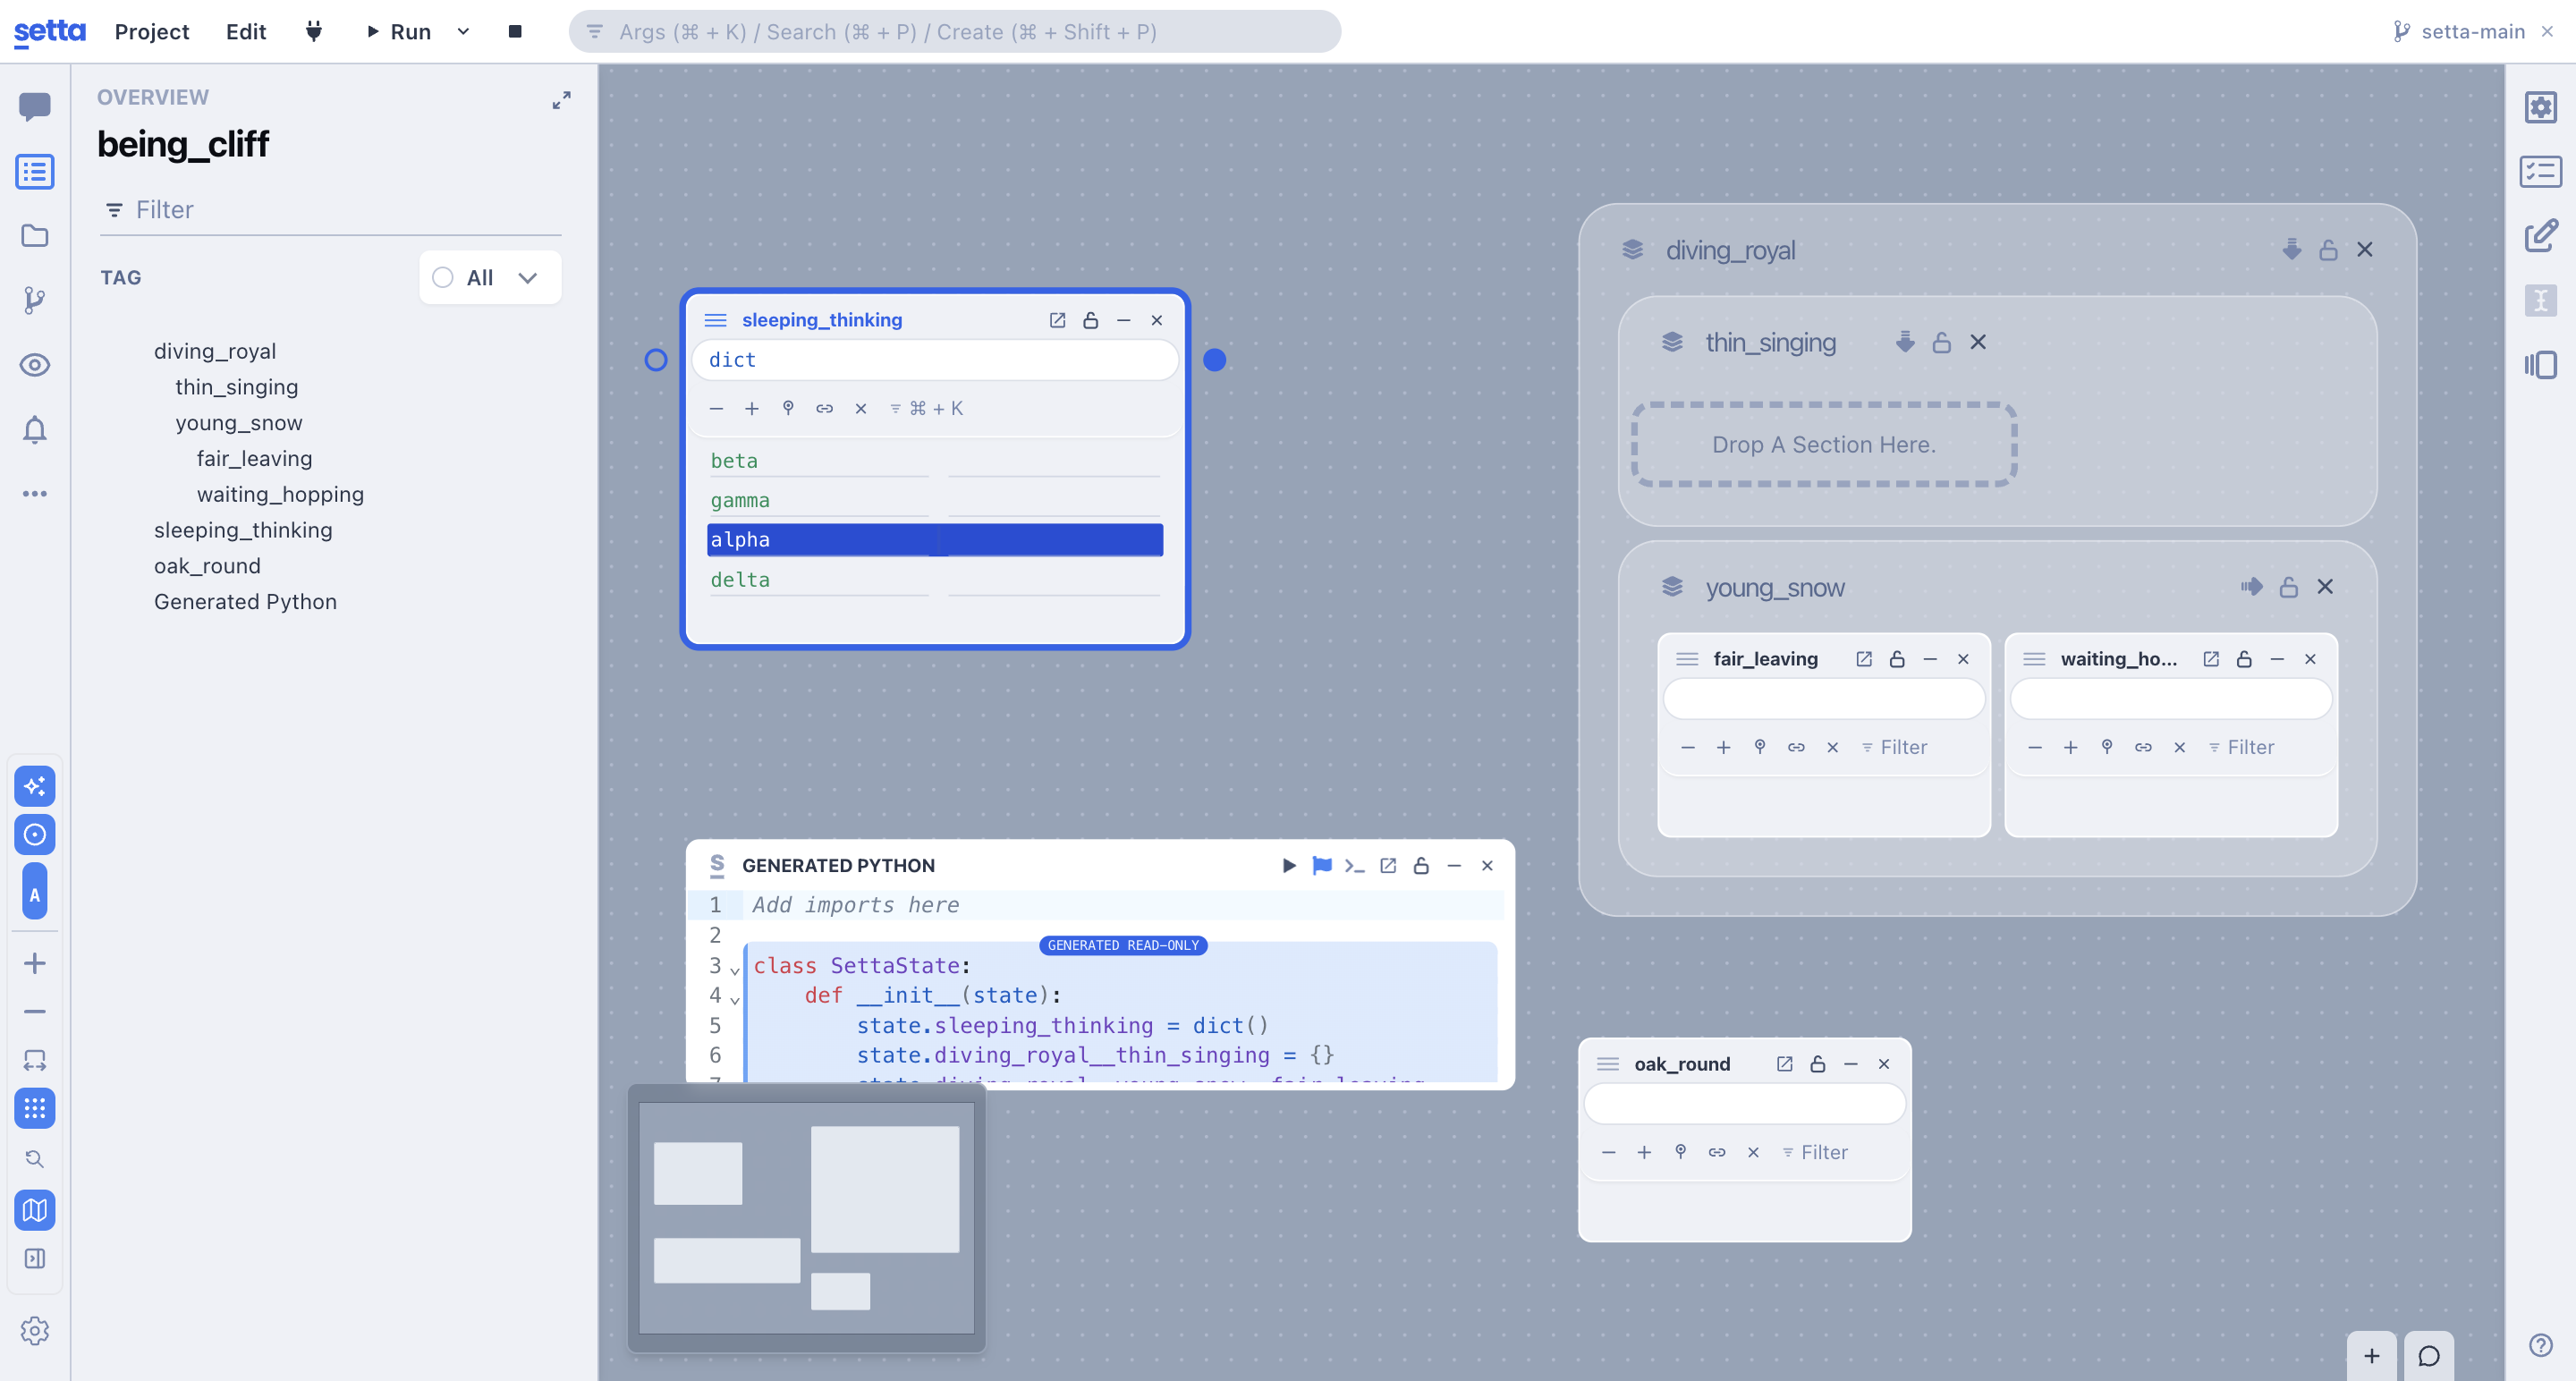 setta Project Edit Run Args (⌘ + K) / Search (⌘ + P) / Create (⌘ + Shift + P) setta-main
OVERVIEW
being_cliff
Filter
TAG All
diving_royal
thin_singing
young_snow
fair_leaving
waiting_hopping
sleeping_thinking
oak_round
Generated Python
A
sleeping_thinking
dict
⌘ + K
beta
gamma
alpha
delta
GENERATED PYTHON
1 Add imports here
2
GENERATED READ-ONLY
3 class SettaState:
4 def __init__(state):
5 state.sleeping_thinking = dict()
6 state.diving_royal__thin_singing = {}
7 state.diving_royal__young_snow__fair_leaving
diving_royal
thin_singing
Drop A Section Here.
young_snow
fair_leaving
Filter
waiting_ho...
Filter
oak_round
Filter